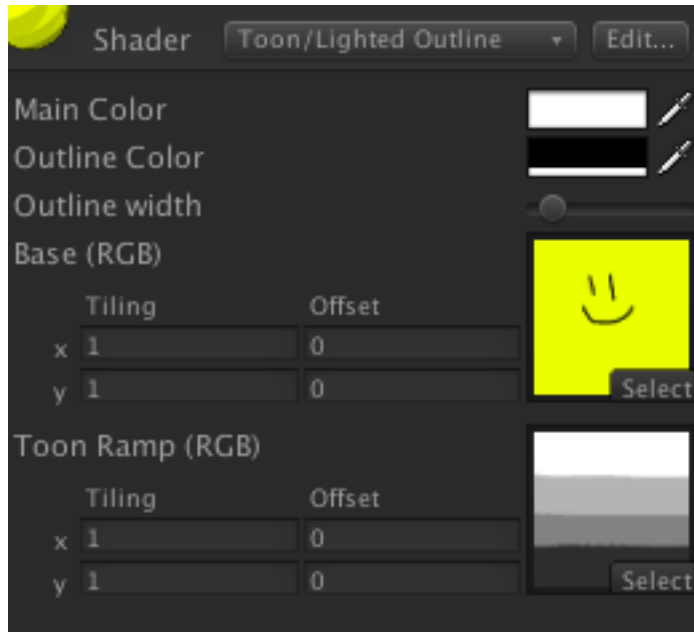 Shader Toon/Lighted Outline Edit...
Main Color
Outline Color
Outline width
Base (RGB)
Tiling Offset
x 1 0
y 1 0
Select
Toon Ramp (RGB)
Tiling Offset
x 1 0
y 1 0
Select